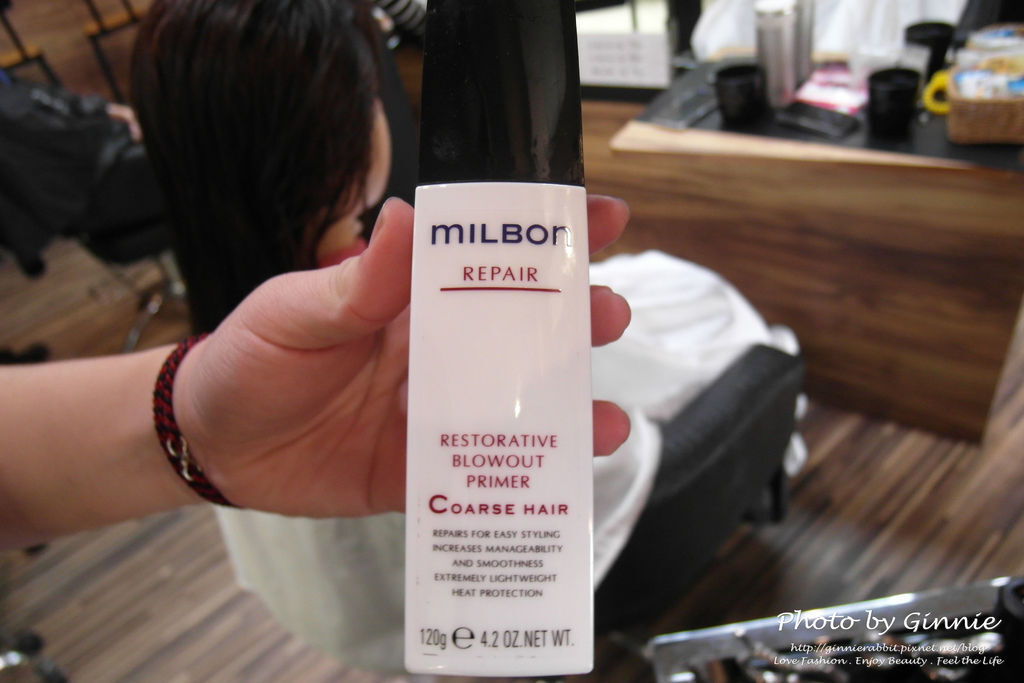 MILBON
REPAIR
RESTORATIVE
BLOWOUT
PRIMER
COARSE HAIR
REPAIRS FOR EASY STYLING
INCREASES MANAGEABILITY
AND SMOOTHNESS
EXTREMELY LIGHTWEIGHT
HEAT PROTECTION
120g ℮ 4.2 OZ.NET WT.
Photo by Ginnie
http://ginnierabbit.pixnet.net/blog
Love Fashion . Enjoy Beauty . Feel the Life